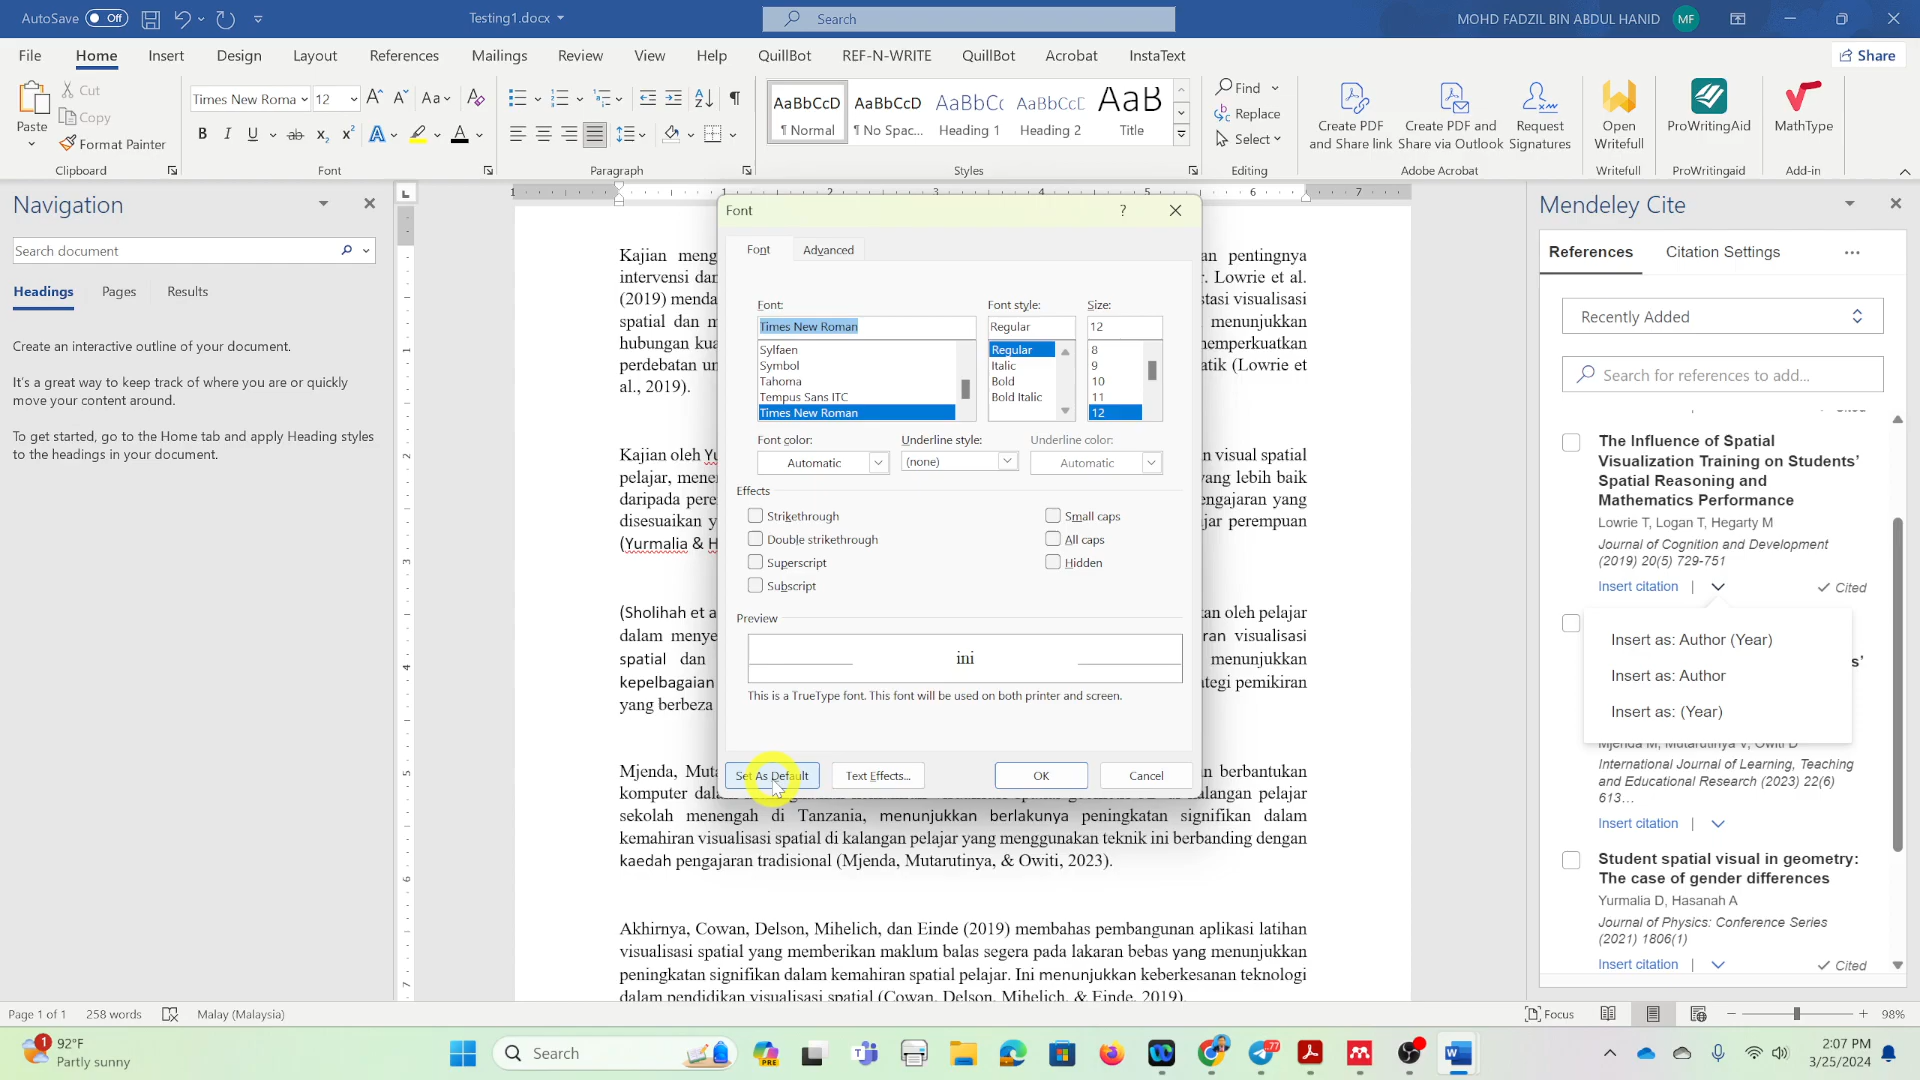 AutoSave Off Testing1.docx Search MOHD FADZIL BIN ABDUL HANID MF
File Home Insert Design Layout References Mailings Review View Help QuillBot REF-N-WRITE QuillBot Acrobat InstaText Share
Paste Cut Copy Format Painter
Clipboard
Times New Roma 12
Font
Paragraph
AaBbCcD AaBbCcD AaBbCc AaBbCcC AaB
¶ Normal ¶ No Spac... Heading 1 Heading 2 Title
Styles
Find
Replace
Select
Editing
Create PDF and Share link
Create PDF and Share via Outlook
Request Signatures
Adobe Acrobat
Open Writefull
Writefull
ProWritingAid
ProWritingaid
MathType
Add-in
Navigation
Search document
Headings Pages Results
Create an interactive outline of your document.
It's a great way to keep track of where you are or quickly
move your content around.
To get started, go to the Home tab and apply Heading styles
to the headings in your document.
Kajian an pentingnya
intervensi r. Lowrie et al.
(2019) visualisasi
spatial dan menunjukkan
hubungan
perdebatan (Lowrie et
al., 2019).
Kajian oleh n visual spatial
pelajar, yang lebih baik
daripada yang
disesuaikan perempuan
(Yurmalia &
(Sholihah et oleh pelajar
dalam visualisasi
spatial dan menunjukkan
kepelbagaian pemikiran
yang berbeza
Mjenda, berbantukan
komputer pelajar
sekolah menengah di Tanzania, menunjukkan berlakunya peningkatan signifikan dalam
kemahiran visualisasi spatial di kalangan pelajar yang menggunakan teknik ini berbanding dengan
kaedah pengajaran tradisional (Mjenda, Mutarutinya, & Owiti, 2023).
Akhirnya, Cowan, Delson, Mihelich, dan Einde (2019) membahas pembangunan aplikasi latihan
visualisasi spatial yang memberikan maklum balas segera pada lakaran bebas yang menunjukkan
peningkatan signifikan dalam kemahiran spatial pelajar. Ini menunjukkan keberkesanan teknologi
dalam pendidikan visualisasi spatial (Cowan, Delson, Mihelich, & Einde, 2019).
Font
Font Advanced
Font: Font style: Size:
Times New Roman Regular 12
Sylfaen Regular 8
Symbol Italic 9
Tahoma Bold 10
Tempus Sans ITC Bold Italic 11
Times New Roman 12
Font color: Underline style: Underline color:
Automatic (none) Automatic
Effects
Strikethrough Small caps
Double strikethrough All caps
Superscript Hidden
Subscript
Preview
ini
This is a TrueType font. This font will be used on both printer and screen.
Set As Default Text Effects... OK Cancel
Mendeley Cite
References Citation Settings
Recently Added
Search for references to add...
The Influence of Spatial
Visualization Training on Students'
Spatial Reasoning and
Mathematics Performance
Lowrie T, Logan T, Hegarty M
Journal of Cognition and Development
(2019) 20(5) 729-751
Insert citation | Cited
Insert as: Author (Year)
Insert as: Author
Insert as: (Year)
Mjenda M, Mutarutinya V, Owiti D
International Journal of Learning, Teaching
and Educational Research (2023) 22(6)
613...
Insert citation |
Student spatial visual in geometry:
The case of gender differences
Yurmalia D, Hasanah A
Journal of Physics: Conference Series
(2021) 1806(1)
Insert citation | Cited
Page 1 of 1 258 words Malay (Malaysia) Focus 98%
92°F
Partly sunny
Search
2:07 PM
3/25/2024